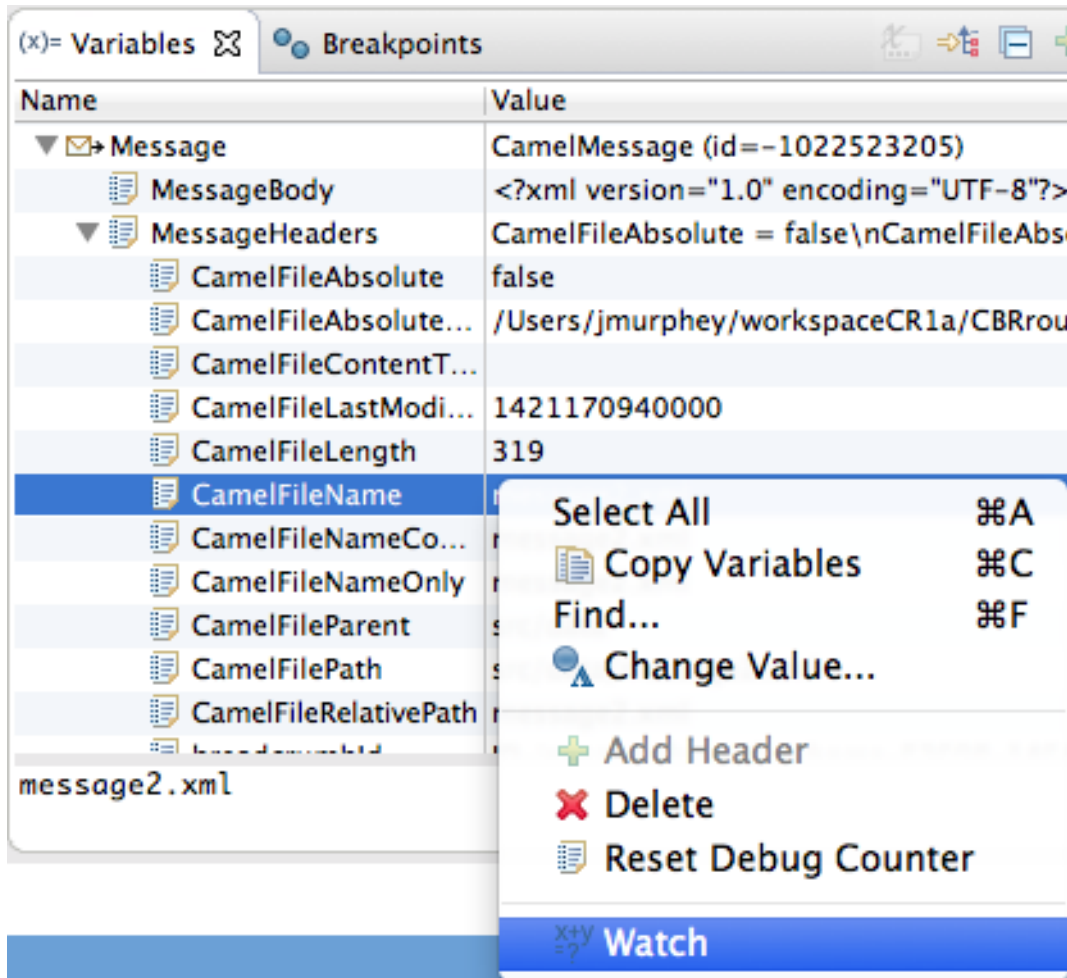 (x)= Variables Breakpoints
Name Value
Message CamelMessage (id=-1022523205)
MessageBody <?xml version="1.0" encoding="UTF-8"?>
MessageHeaders CamelFileAbsolute = false\nCamelFileAbs
CamelFileAbsolute false
CamelFileAbsolute... /Users/jmurphey/workspaceCR1a/CBRrou
CamelFileContentT...
CamelFileLastModi... 1421170940000
CamelFileLength 319
CamelFileName
CamelFileNameCo...
CamelFileNameOnly
CamelFileParent
CamelFilePath
CamelFileRelativePath
message2.xml
Select All ⌘A
Copy Variables ⌘C
Find... ⌘F
Change Value...
Add Header
Delete
Reset Debug Counter
x+y=? Watch